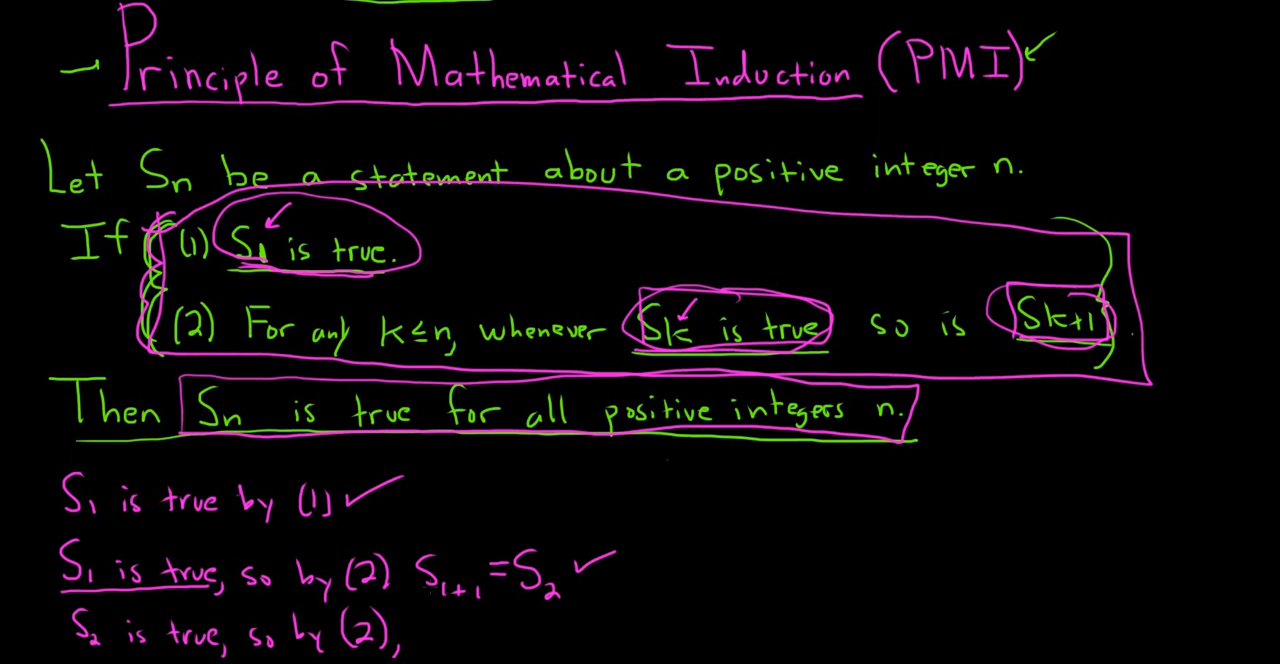 Principle of Mathematical Induction (PMI)
Let Sn be a statement about a positive integer n.
If (1) S1 is true.
(2) For any k≤n, whenever Sk is true so is Sk+1.
Then Sn is true for all positive integers n.
S1 is true by (1)
S1 is true, so by (2) S1+1 = S2
S2 is true, so by (2),